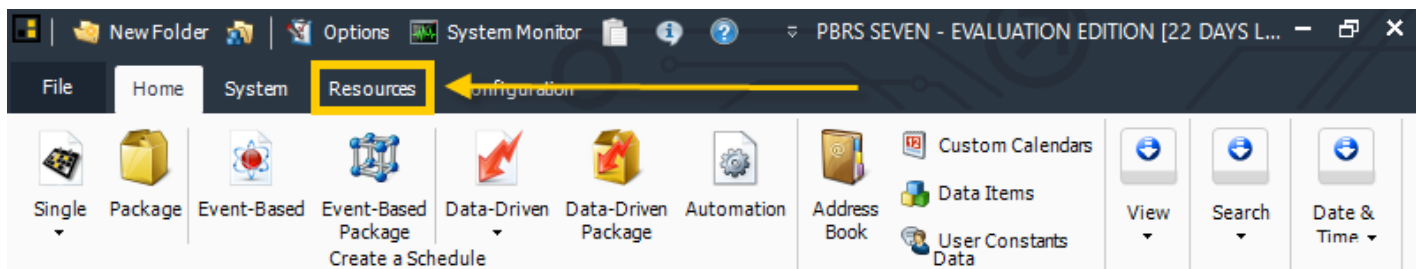 New Folder Options System Monitor PBRS SEVEN - EVALUATION EDITION [22 DAYS L...
File Home System Resources Configuration
Single Package Event-Based Event-Based Package Data-Driven Data-Driven Package Automation
Create a Schedule
Address Book Custom Calendars
Data Items
User Constants
Data
View Search Date & Time